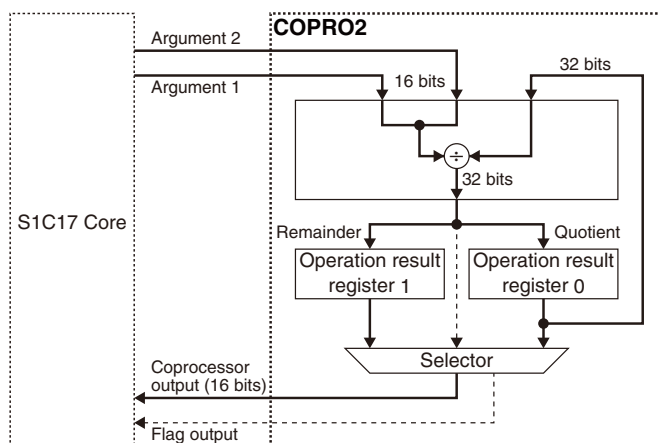 COPRO2
Argument 2
Argument 1
16 bits
32 bits
÷
32 bits
S1C17 Core
Remainder
Quotient
Operation result
register 1
Operation result
register 0
Selector
Coprocessor
output (16 bits)
Flag output